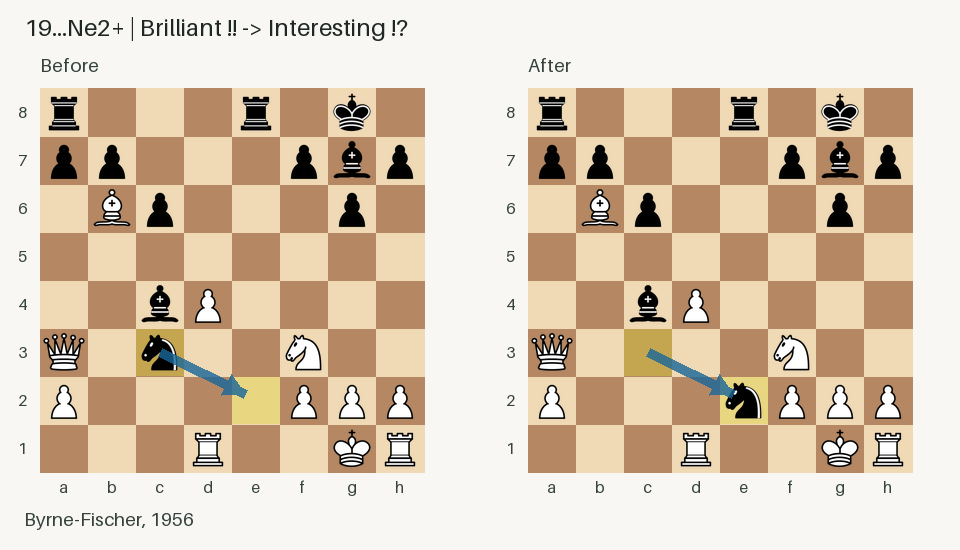 19...Ne2+ | Brilliant !! -> Interesting !?
Before
After
8
7
6
5
4
3
2
1
a b c d e f g h
8
7
6
5
4
3
2
1
a b c d e f g h
Byrne-Fischer, 1956